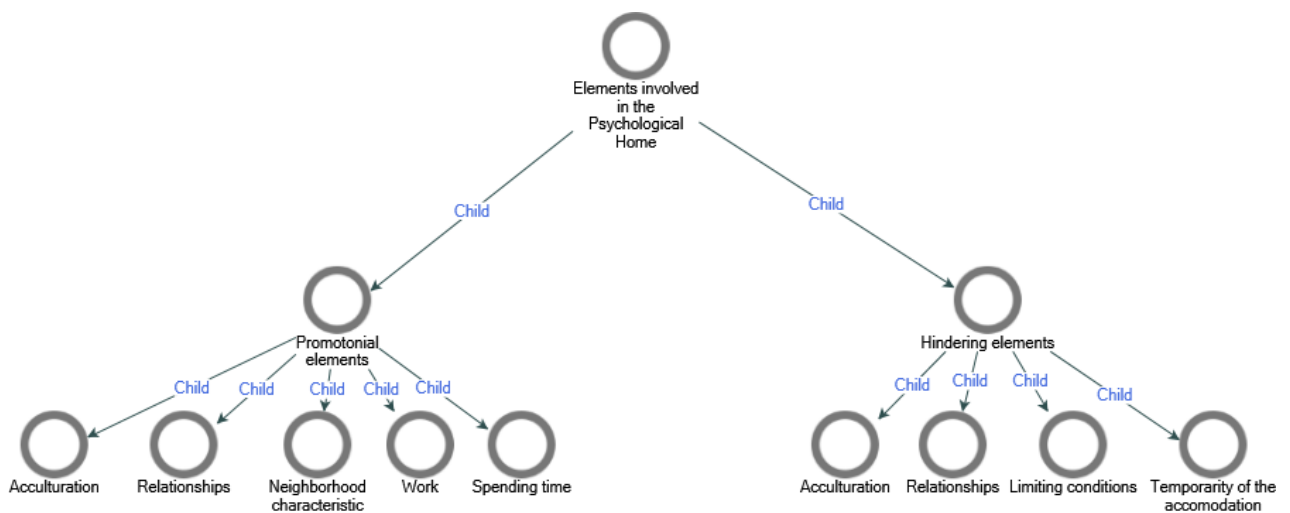 Elements involved
in the
Psychological
Home
Child
Child
Promotonial
elements
Hindering elements
Child
Child
Child
Child
Child
Child
Child
Child
Child
Acculturation
Relationships
Neighborhood
characteristic
Work
Spending time
Acculturation
Relationships
Limiting conditions
Temporarity of the
accomodation